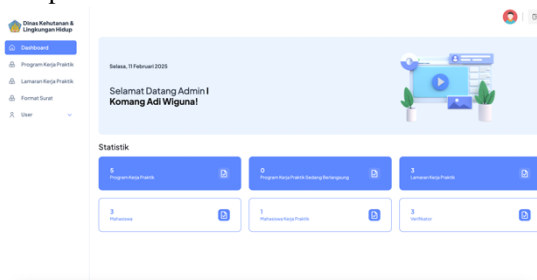 Dinas Kehutanan &
Lingkungan Hidup
Dashboard
Program Kerja Praktik
Lamaran Kerja Praktik
Format Surat
User
Selasa, 11 Februari 2025
Selamat Datang Admin I
Komang Adi Wiguna!
Statistik
5
Program Kerja Praktik
0
Program Kerja Praktik Sedang Berlangsung
3
Lamaran Kerja Praktik
3
Mahasiswa
1
Mahasiswa Kerja Praktik
3
Verifikator